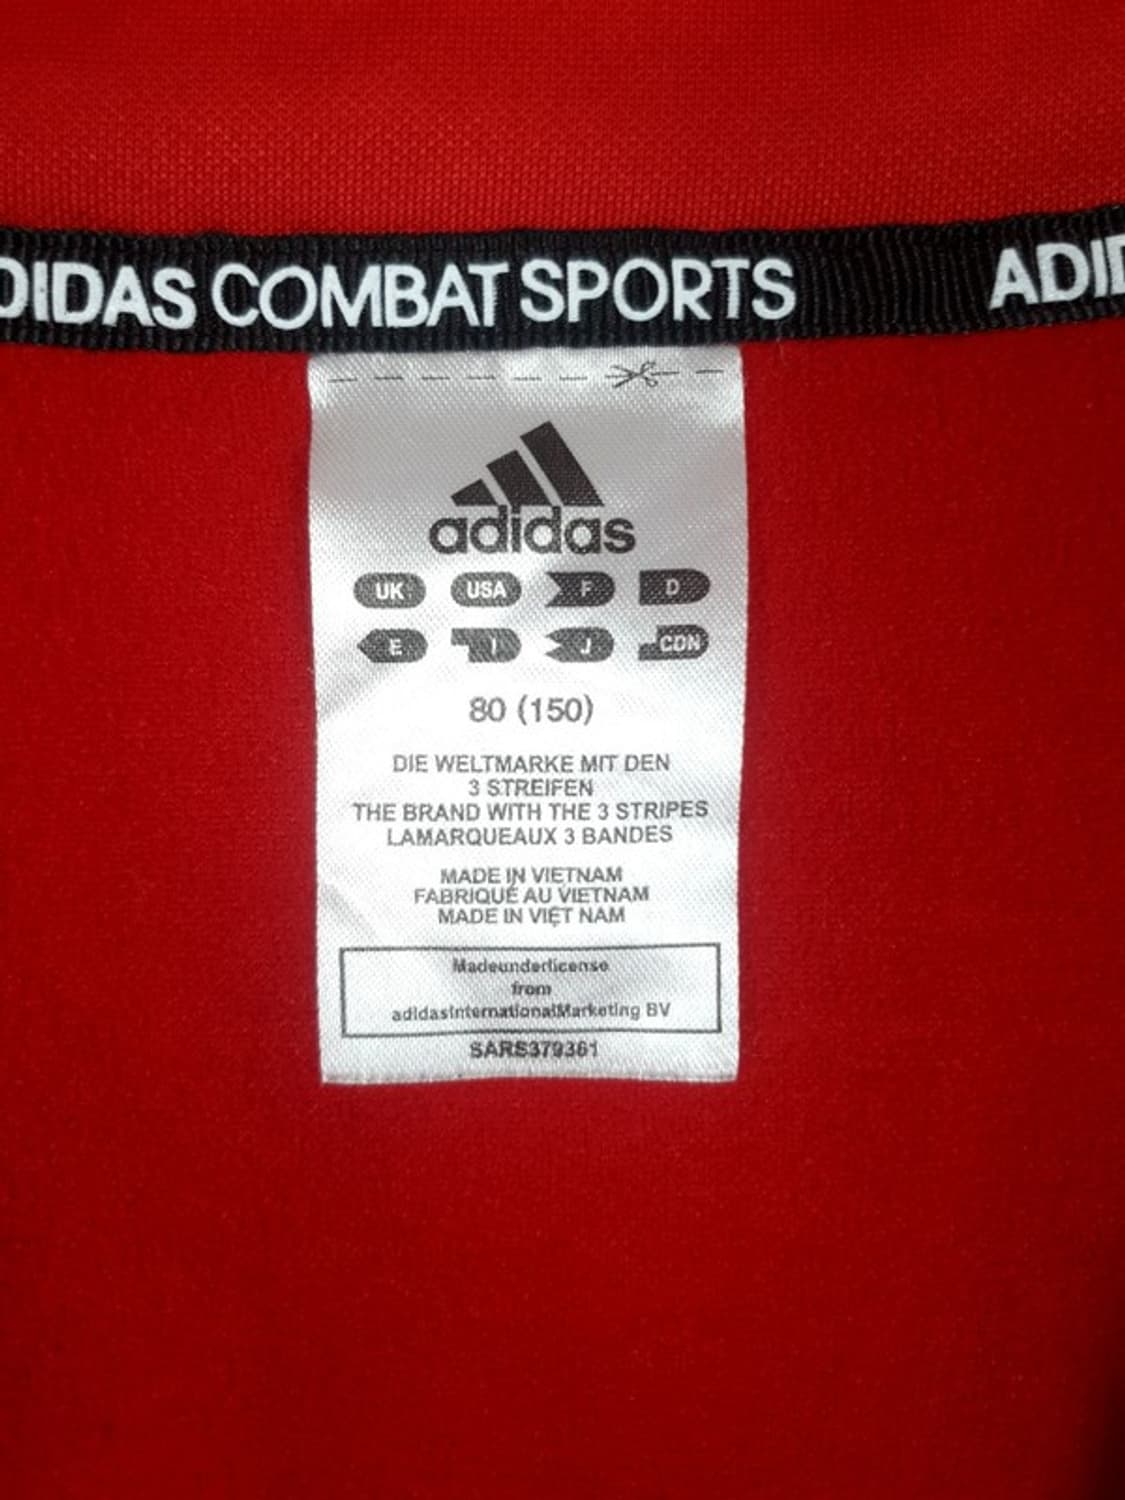 DIDAS COMBAT SPORTS ADID
adidas
UK USA F D
E I J CDN
80 (150)
DIE WELTMARKE MIT DEN
3 STREIFEN
THE BRAND WITH THE 3 STRIPES
LAMARQUEAUX 3 BANDES
MADE IN VIETNAM
FABRIQUÉ AU VIETNAM
MADE IN VIỆT NAM
Madeunderlicense
from
adidasInternationalMarketing BV
SARS379361